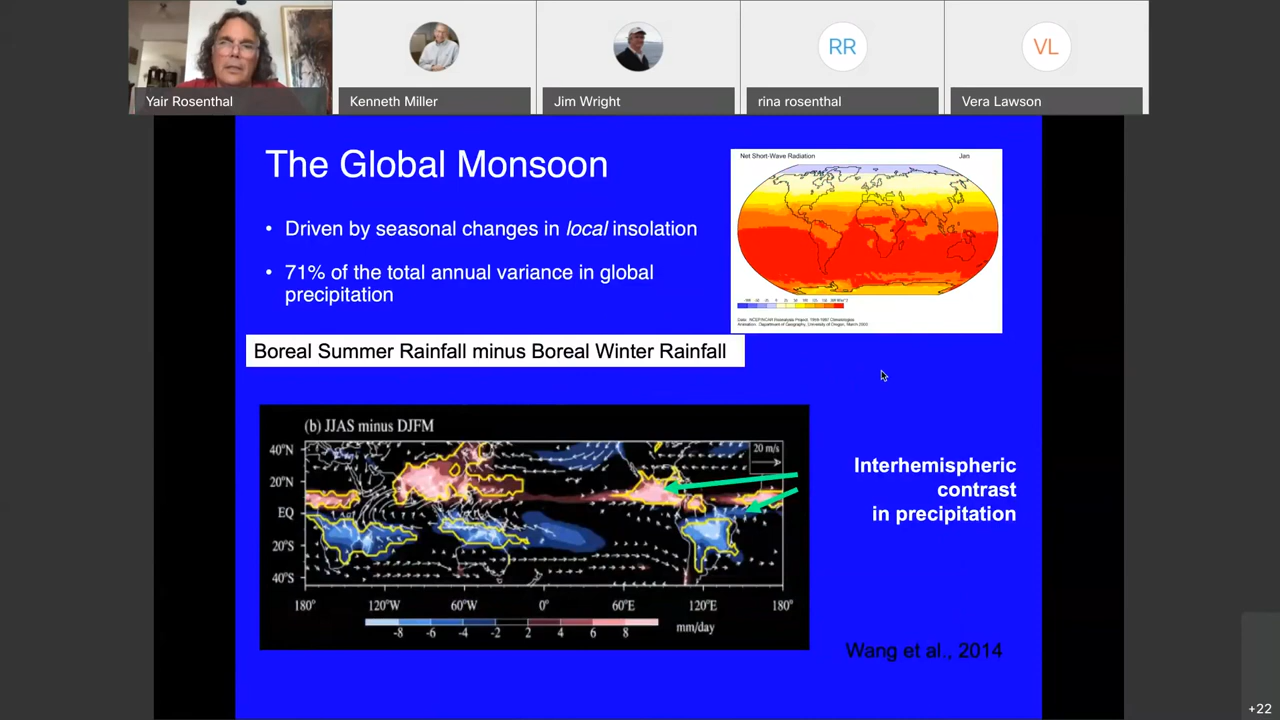 Yair Rosenthal
Kenneth Miller
Jim Wright
RR
rina rosenthal
VL
Vera Lawson
The Global Monsoon
• Driven by seasonal changes in local insolation
• 71% of the total annual variance in global
precipitation
Net Short-Wave Radiation
Jan
Boreal Summer Rainfall minus Boreal Winter Rainfall
(b) JJAS minus DJFM
20 m/s
40°N
20°N
EQ
20°S
40°S
180° 120°W 60°W 0° 60°E 120°E 180°
-8 -6 -4 -2 2 4 6 8
mm/day
Interhemispheric
contrast
in precipitation
Wang et al., 2014
+22